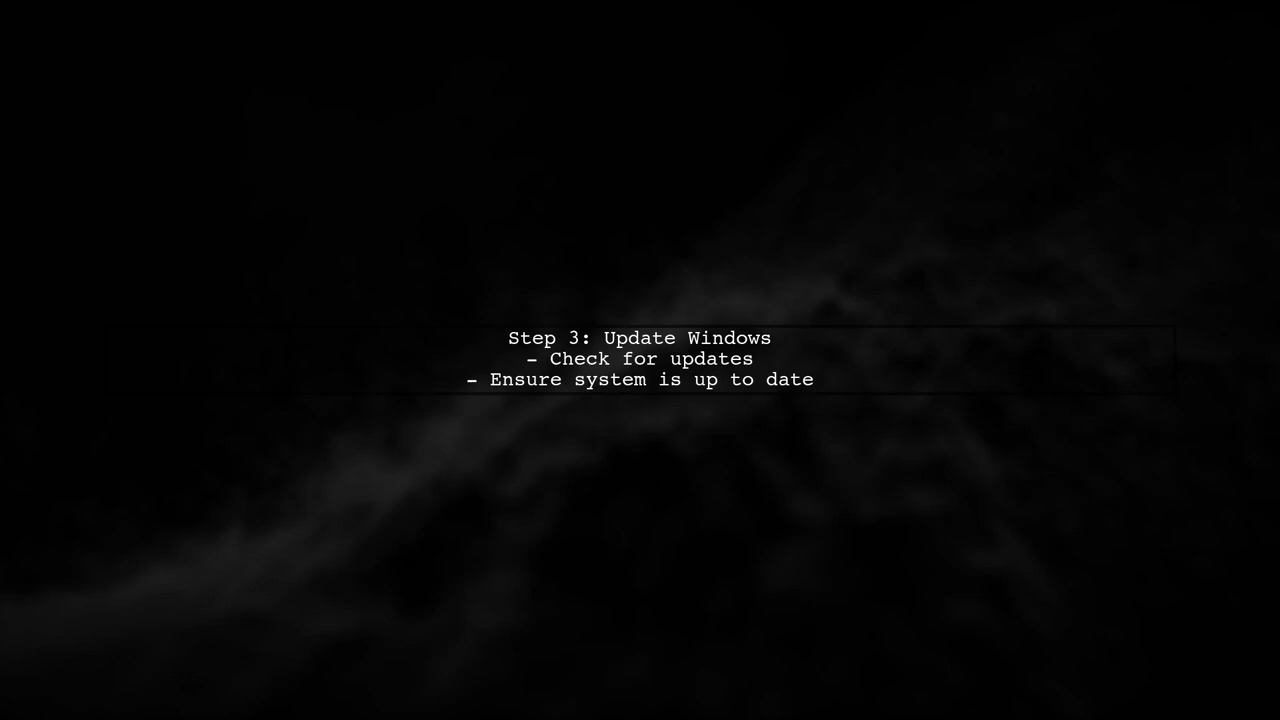 Step 3: Update Windows
- Check for updates
- Ensure system is up to date